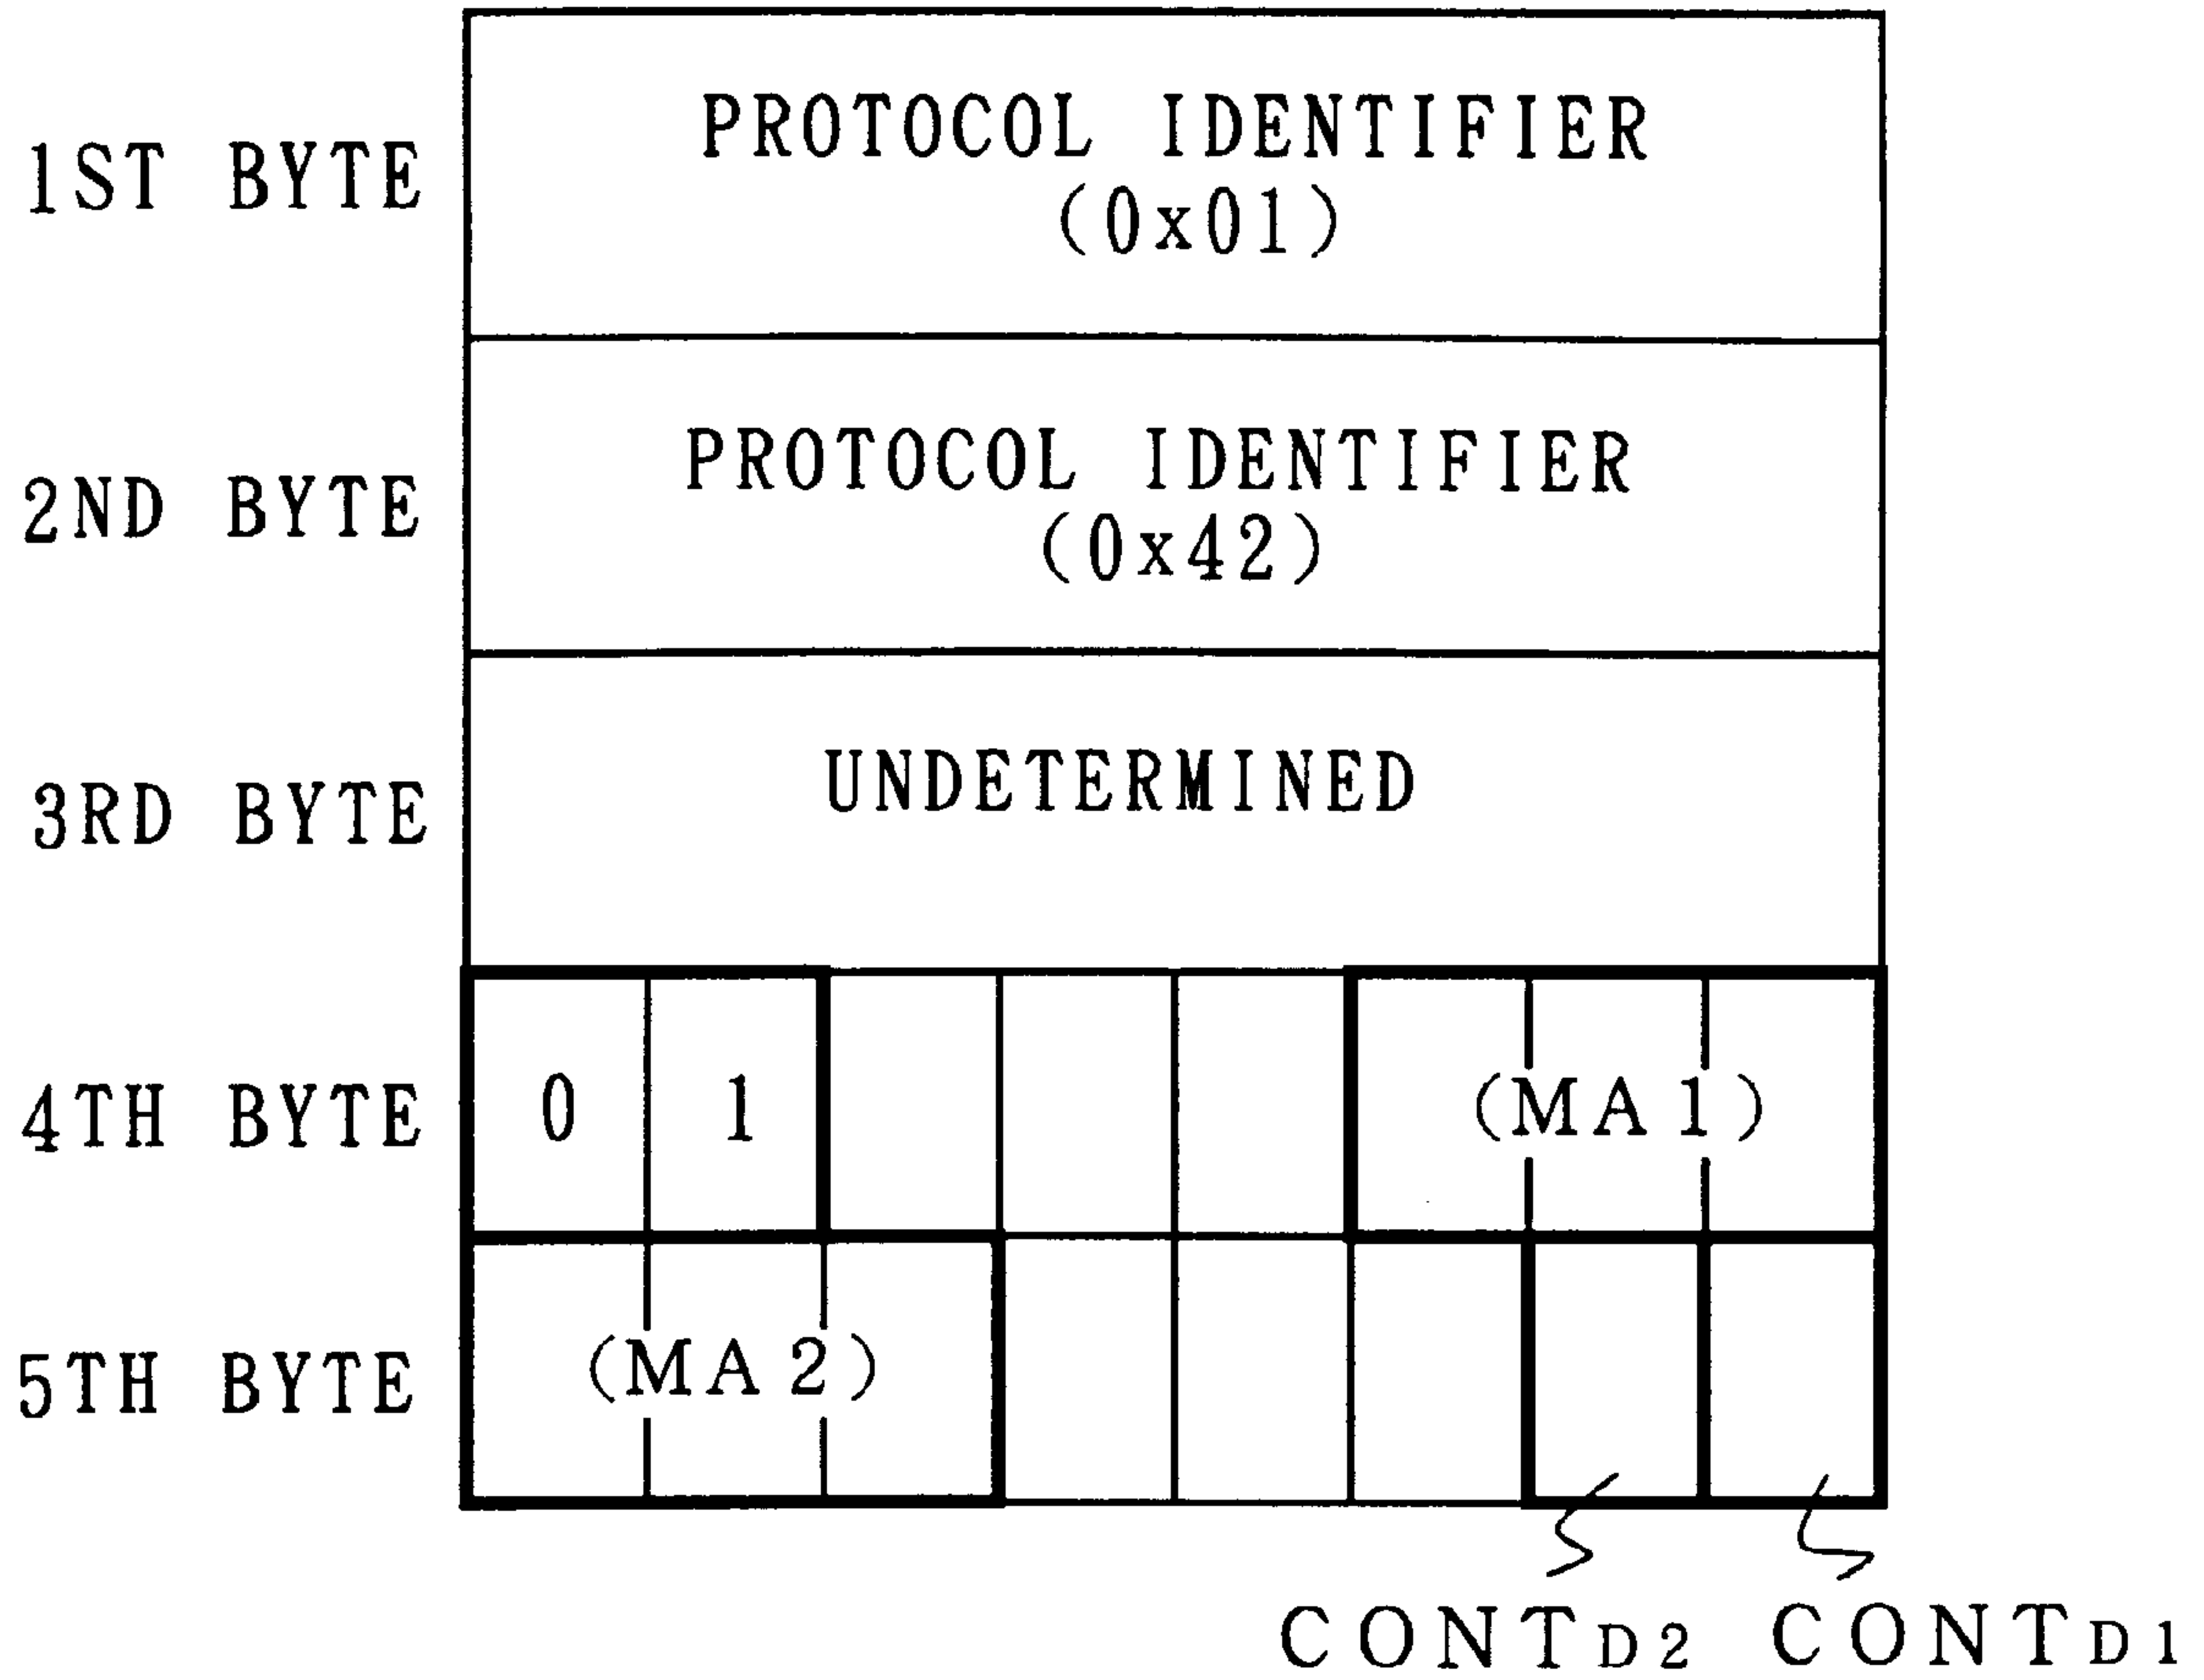 1ST BYTE
PROTOCOL IDENTIFIER
(0x01)
2ND BYTE
PROTOCOL IDENTIFIER
(0x42)
3RD BYTE
UNDETERMINED
4TH BYTE
0 1 (MA1)
5TH BYTE
(MA2)
CONTD2 CONTD1